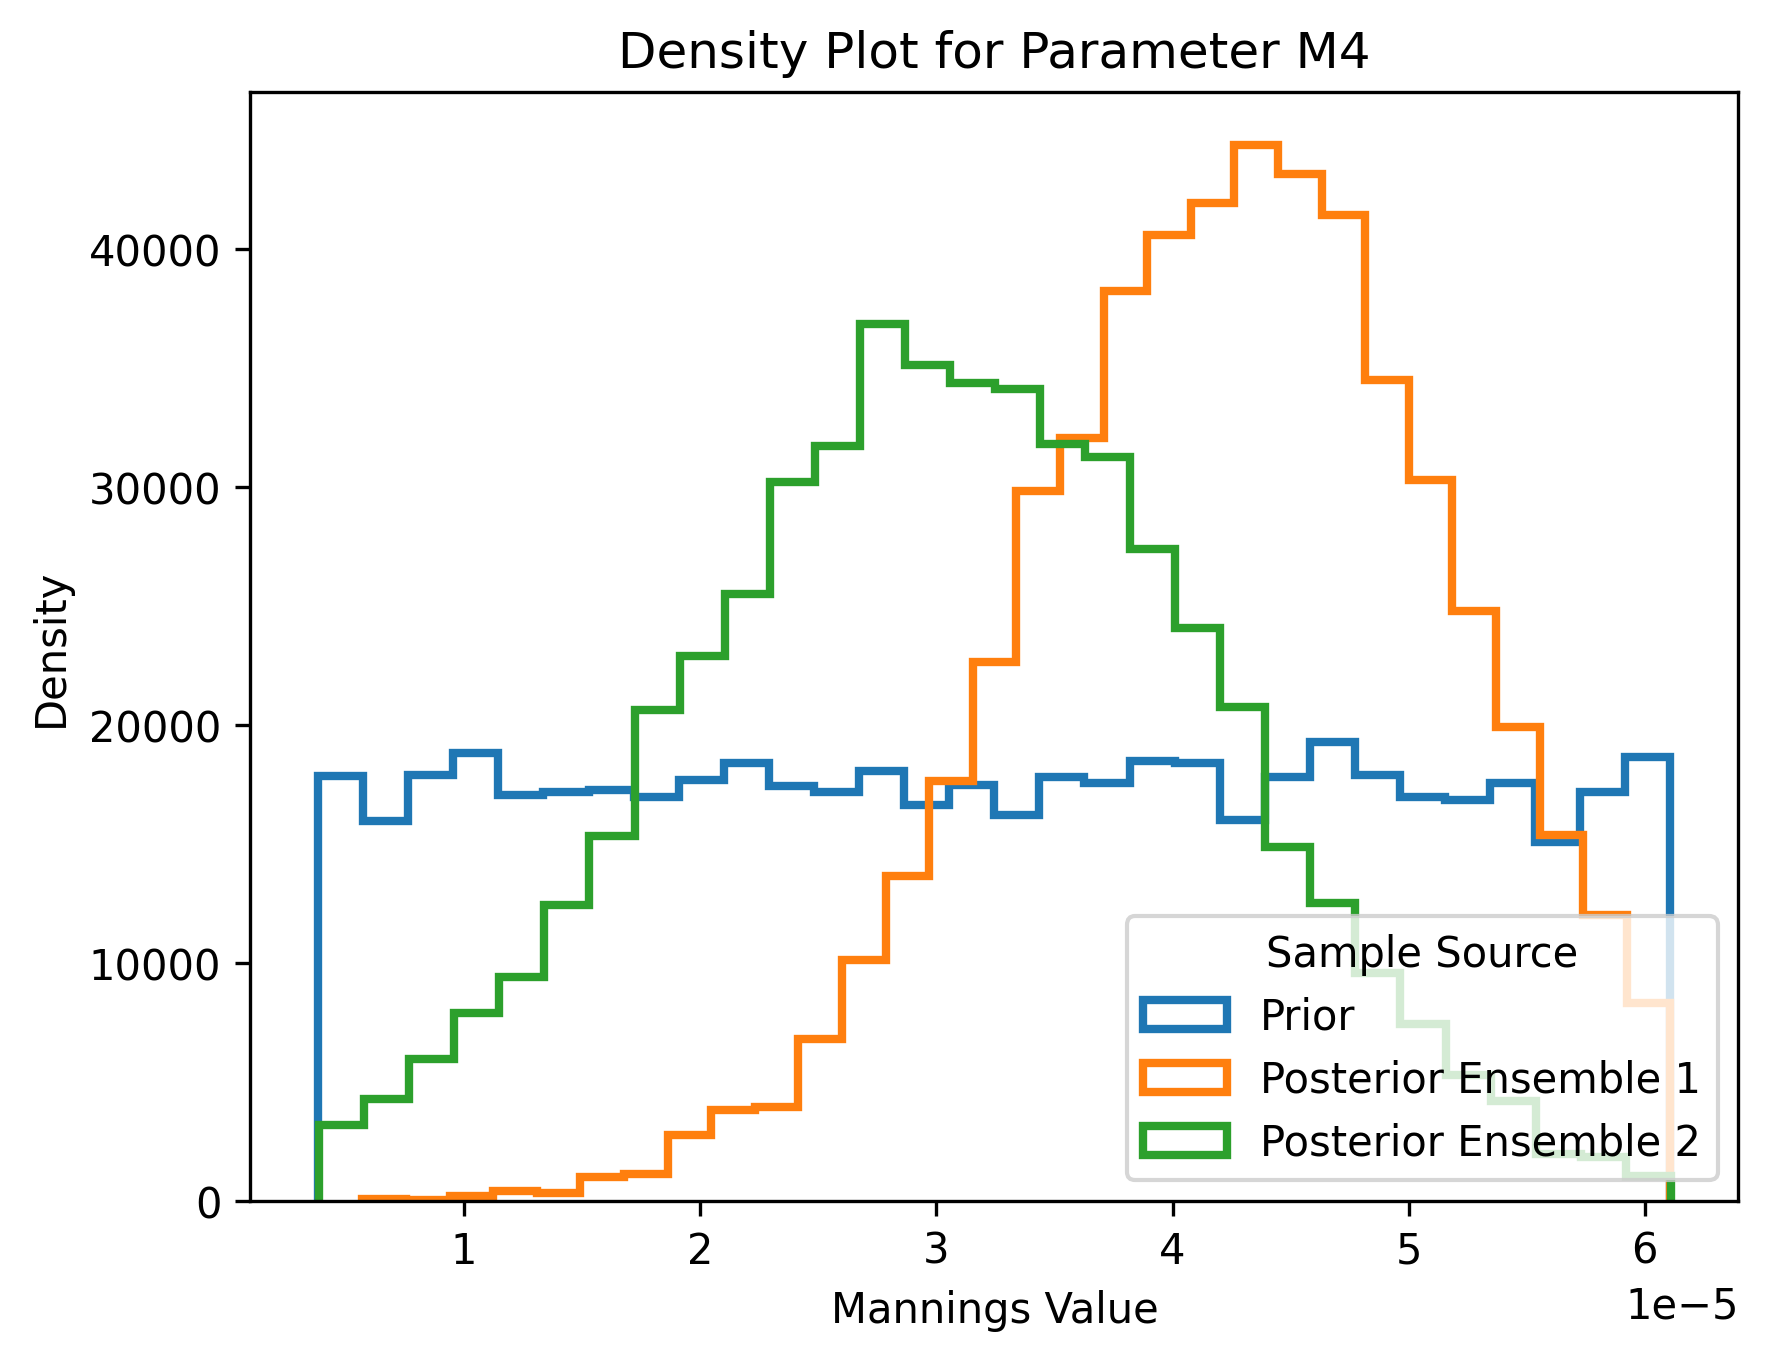 Density Plot for Parameter M4
Density
40000
30000
20000
10000
0
1 2 3 4 5 6
1e−5
Mannings Value
Sample Source
Prior
Posterior Ensemble 1
Posterior Ensemble 2